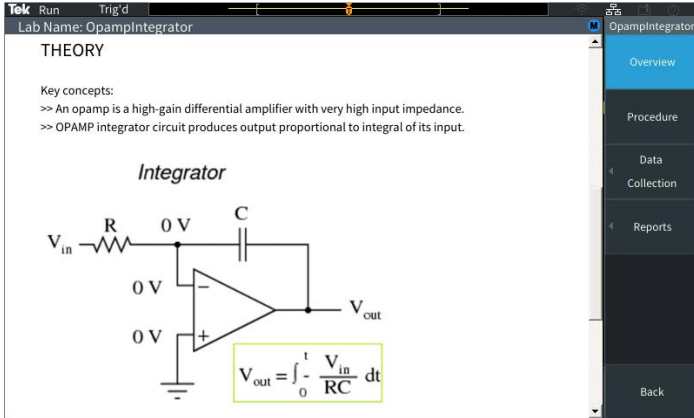 Tek Run Trig'd
Lab Name: OpampIntegrator
M
OpampIntegrator
THEORY
Key concepts:
>> An opamp is a high-gain differential amplifier with very high input impedance.
>> OPAMP integrator circuit produces output proportional to integral of its input.
Integrator
R
0 V
C
Vin
0 V
−
Vout
0 V
+
Vout = ∫0t - Vin/RC dt
Overview
Procedure
Data
Collection
Reports
Back